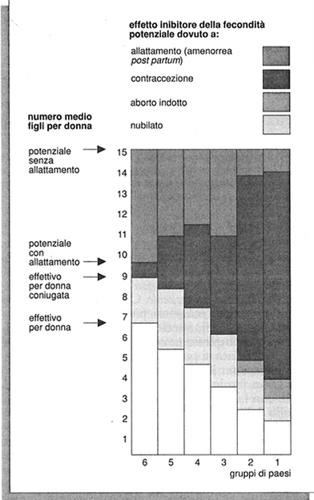 effetto inibitore della fecondità
potenziale dovuto a:
allattamento (amenorrea
post partum)
contraccezione
aborto indotto
nubilato
numero medio
figli per donna
potenziale
senza
allattamento
potenziale
con
allattamento
effettivo
per donna
coniugata
effettivo
per donna
15
14
13
12
11
10
9
8
7
6
5
4
3
2
1
6 5 4 3 2 1
gruppi di paesi